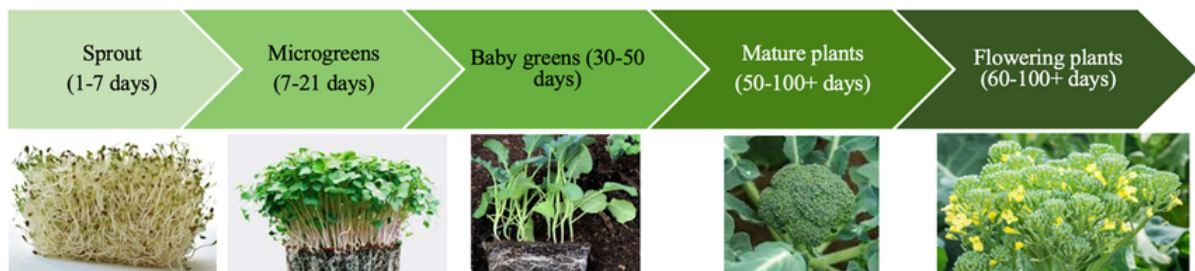 Sprout
(1-7 days)
Microgreens
(7-21 days)
Baby greens (30-50
days)
Mature plants
(50-100+ days)
Flowering plants
(60-100+ days)